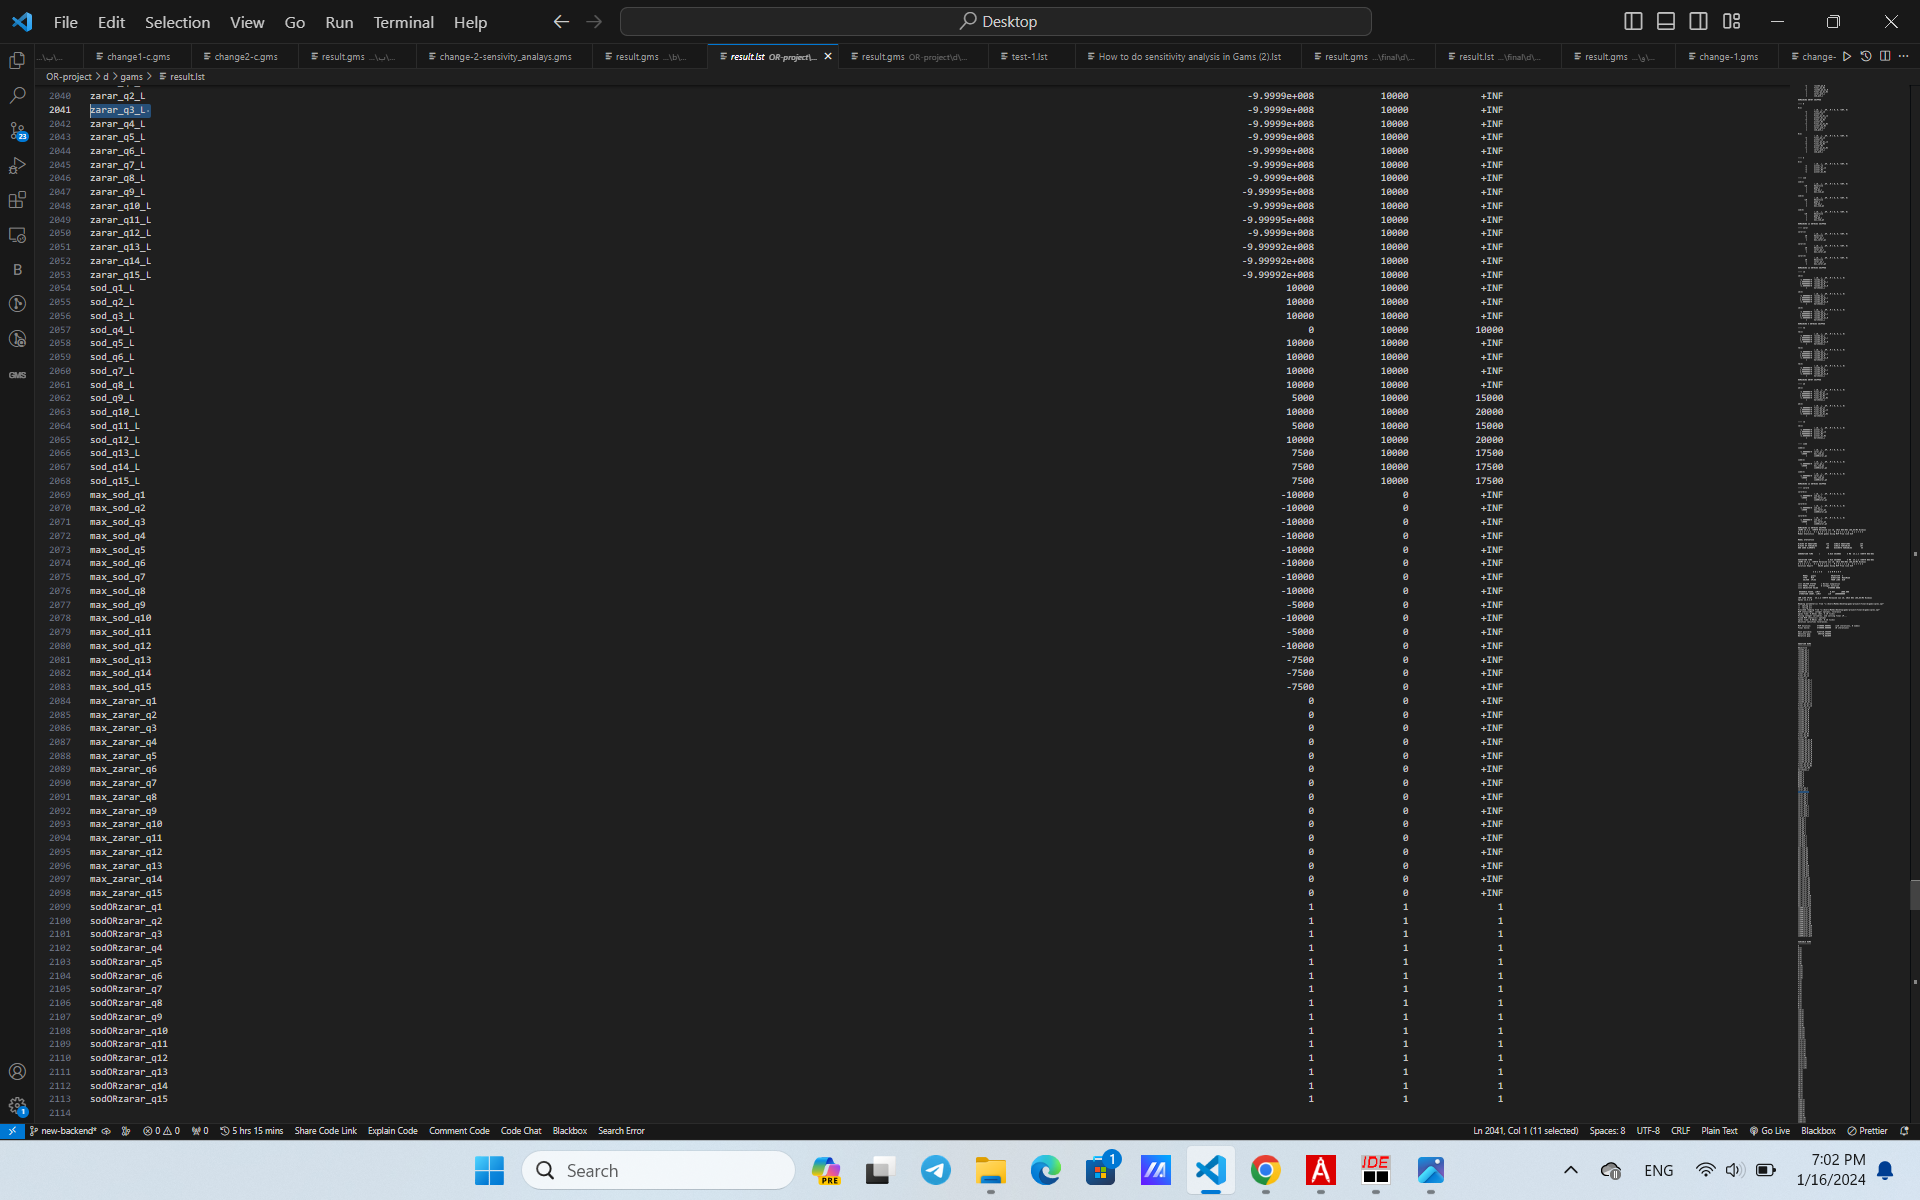 File Edit Selection View Go Run Terminal Help
Desktop
change1-c.gms change2-c.gms result.gms change-2-sensivity_analays.gms result.gms ...\b\... result.lst OR-project\... result.gms OR-project\d\... test-1.lst How to do sensitivity analysis in Gams (2).lst result.gms ...\final\d\... result.lst ...\final\d\... result.gms change-1.gms change-
OR-project > d > gams > result.lst
2040 zarar_q2_L -9.9999e+008 10000 +INF
2041 zarar_q3_L -9.9999e+008 10000 +INF
2042 zarar_q4_L -9.9999e+008 10000 +INF
2043 zarar_q5_L -9.9999e+008 10000 +INF
2044 zarar_q6_L -9.9999e+008 10000 +INF
2045 zarar_q7_L -9.9999e+008 10000 +INF
2046 zarar_q8_L -9.9999e+008 10000 +INF
2047 zarar_q9_L -9.99995e+008 10000 +INF
2048 zarar_q10_L -9.9999e+008 10000 +INF
2049 zarar_q11_L -9.99995e+008 10000 +INF
2050 zarar_q12_L -9.9999e+008 10000 +INF
2051 zarar_q13_L -9.99992e+008 10000 +INF
2052 zarar_q14_L -9.99992e+008 10000 +INF
2053 zarar_q15_L -9.99992e+008 10000 +INF
2054 sod_q1_L 10000 10000 +INF
2055 sod_q2_L 10000 10000 +INF
2056 sod_q3_L 10000 10000 +INF
2057 sod_q4_L 0 10000 10000
2058 sod_q5_L 10000 10000 +INF
2059 sod_q6_L 10000 10000 +INF
2060 sod_q7_L 10000 10000 +INF
2061 sod_q8_L 10000 10000 +INF
2062 sod_q9_L 5000 10000 15000
2063 sod_q10_L 10000 10000 20000
2064 sod_q11_L 5000 10000 15000
2065 sod_q12_L 10000 10000 20000
2066 sod_q13_L 7500 10000 17500
2067 sod_q14_L 7500 10000 17500
2068 sod_q15_L 7500 10000 17500
2069 max_sod_q1 -10000 0 +INF
2070 max_sod_q2 -10000 0 +INF
2071 max_sod_q3 -10000 0 +INF
2072 max_sod_q4 -10000 0 +INF
2073 max_sod_q5 -10000 0 +INF
2074 max_sod_q6 -10000 0 +INF
2075 max_sod_q7 -10000 0 +INF
2076 max_sod_q8 -10000 0 +INF
2077 max_sod_q9 -5000 0 +INF
2078 max_sod_q10 -10000 0 +INF
2079 max_sod_q11 -5000 0 +INF
2080 max_sod_q12 -10000 0 +INF
2081 max_sod_q13 -7500 0 +INF
2082 max_sod_q14 -7500 0 +INF
2083 max_sod_q15 -7500 0 +INF
2084 max_zarar_q1 0 0 +INF
2085 max_zarar_q2 0 0 +INF
2086 max_zarar_q3 0 0 +INF
2087 max_zarar_q4 0 0 +INF
2088 max_zarar_q5 0 0 +INF
2089 max_zarar_q6 0 0 +INF
2090 max_zarar_q7 0 0 +INF
2091 max_zarar_q8 0 0 +INF
2092 max_zarar_q9 0 0 +INF
2093 max_zarar_q10 0 0 +INF
2094 max_zarar_q11 0 0 +INF
2095 max_zarar_q12 0 0 +INF
2096 max_zarar_q13 0 0 +INF
2097 max_zarar_q14 0 0 +INF
2098 max_zarar_q15 0 0 +INF
2099 sodORzarar_q1 1 1 1
2100 sodORzarar_q2 1 1 1
2101 sodORzarar_q3 1 1 1
2102 sodORzarar_q4 1 1 1
2103 sodORzarar_q5 1 1 1
2104 sodORzarar_q6 1 1 1
2105 sodORzarar_q7 1 1 1
2106 sodORzarar_q8 1 1 1
2107 sodORzarar_q9 1 1 1
2108 sodORzarar_q10 1 1 1
2109 sodORzarar_q11 1 1 1
2110 sodORzarar_q12 1 1 1
2111 sodORzarar_q13 1 1 1
2112 sodORzarar_q14 1 1 1
2113 sodORzarar_q15 1 1 1
2114
23
B
GMS
1
new-backend* 0 0 0 5 hrs 15 mins Share Code Link Explain Code Comment Code Code Chat Blackbox Search Error Ln 2041, Col 1 (11 selected) Spaces: 8 UTF-8 CRLF Plain Text Go Live Blackbox Prettier
Search PRE 1 IDE ENG 7:02 PM
1/16/2024